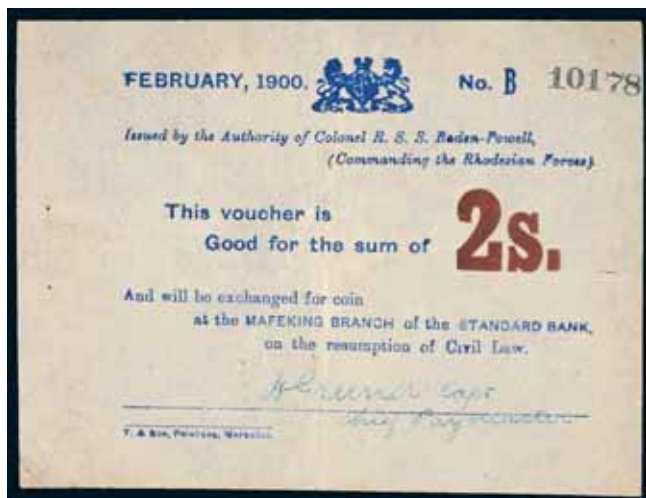 FEBRUARY, 1900. No. B 10178
Issued by the Authority of Colonel R. S. S. Baden-Powell,
(Commanding the Rhodesian Forces).
This voucher is
Good for the sum of 2s.
And will be exchanged for coin
at the MAFEKING BRANCH of the STANDARD BANK,
on the resumption of Civil Law.
Capt
Paymaster
T. & Son, Printers, Mafeking.